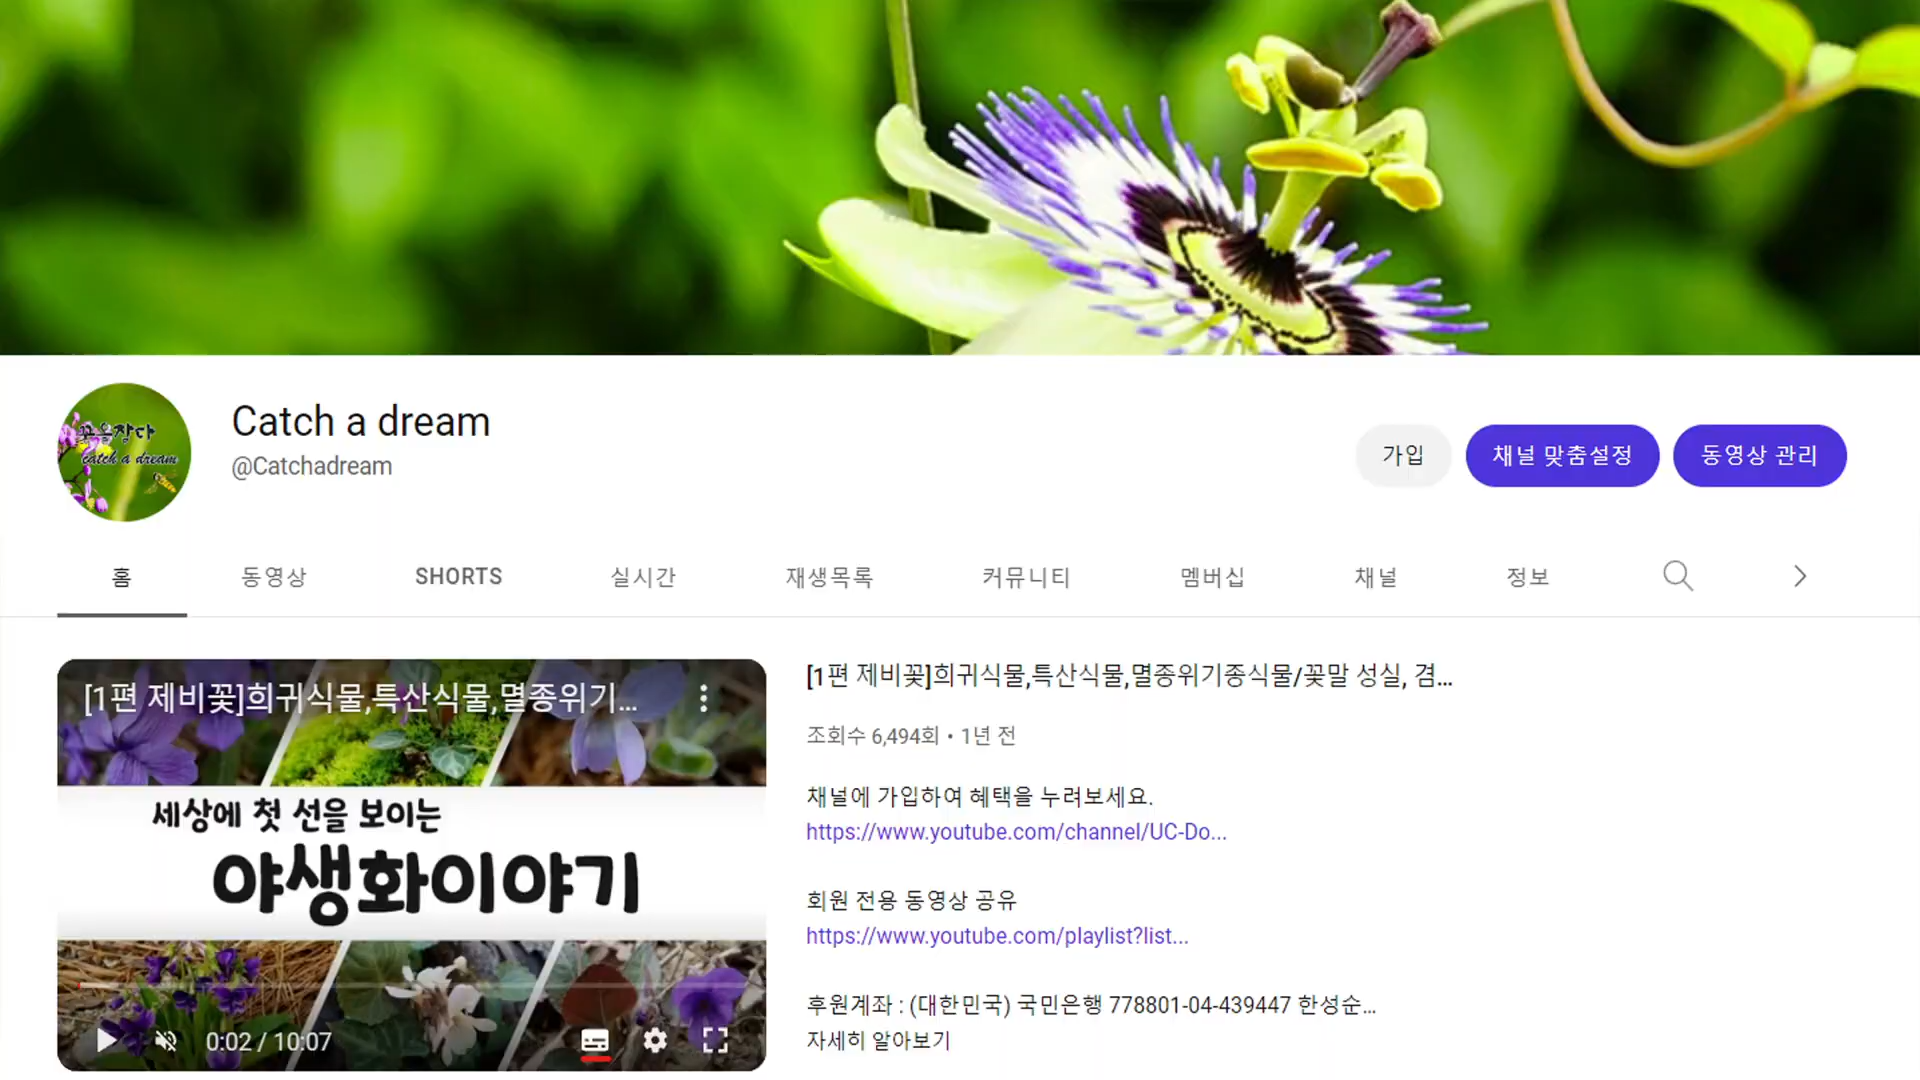 꿈을잡다
catch a dream
Catch a dream
@Catchadream
가입
채널 맞춤설정
동영상 관리
홈
동영상
SHORTS
실시간
재생목록
커뮤니티
멤버십
채널
정보
[1편 제비꽃]희귀식물,특산식물,멸종위기...
세상에 첫 선을 보이는
야생화이야기
0:02 / 10:07
[1편 제비꽃]희귀식물,특산식물,멸종위기종식물/꽃말 성실, 겸...
조회수 6,494회 • 1년 전
채널에 가입하여 혜택을 누려보세요.
https://www.youtube.com/channel/UC-Do...
회원 전용 동영상 공유
https://www.youtube.com/playlist?list...
후원계좌 : (대한민국) 국민은행 778801-04-439447 한성순...
자세히 알아보기